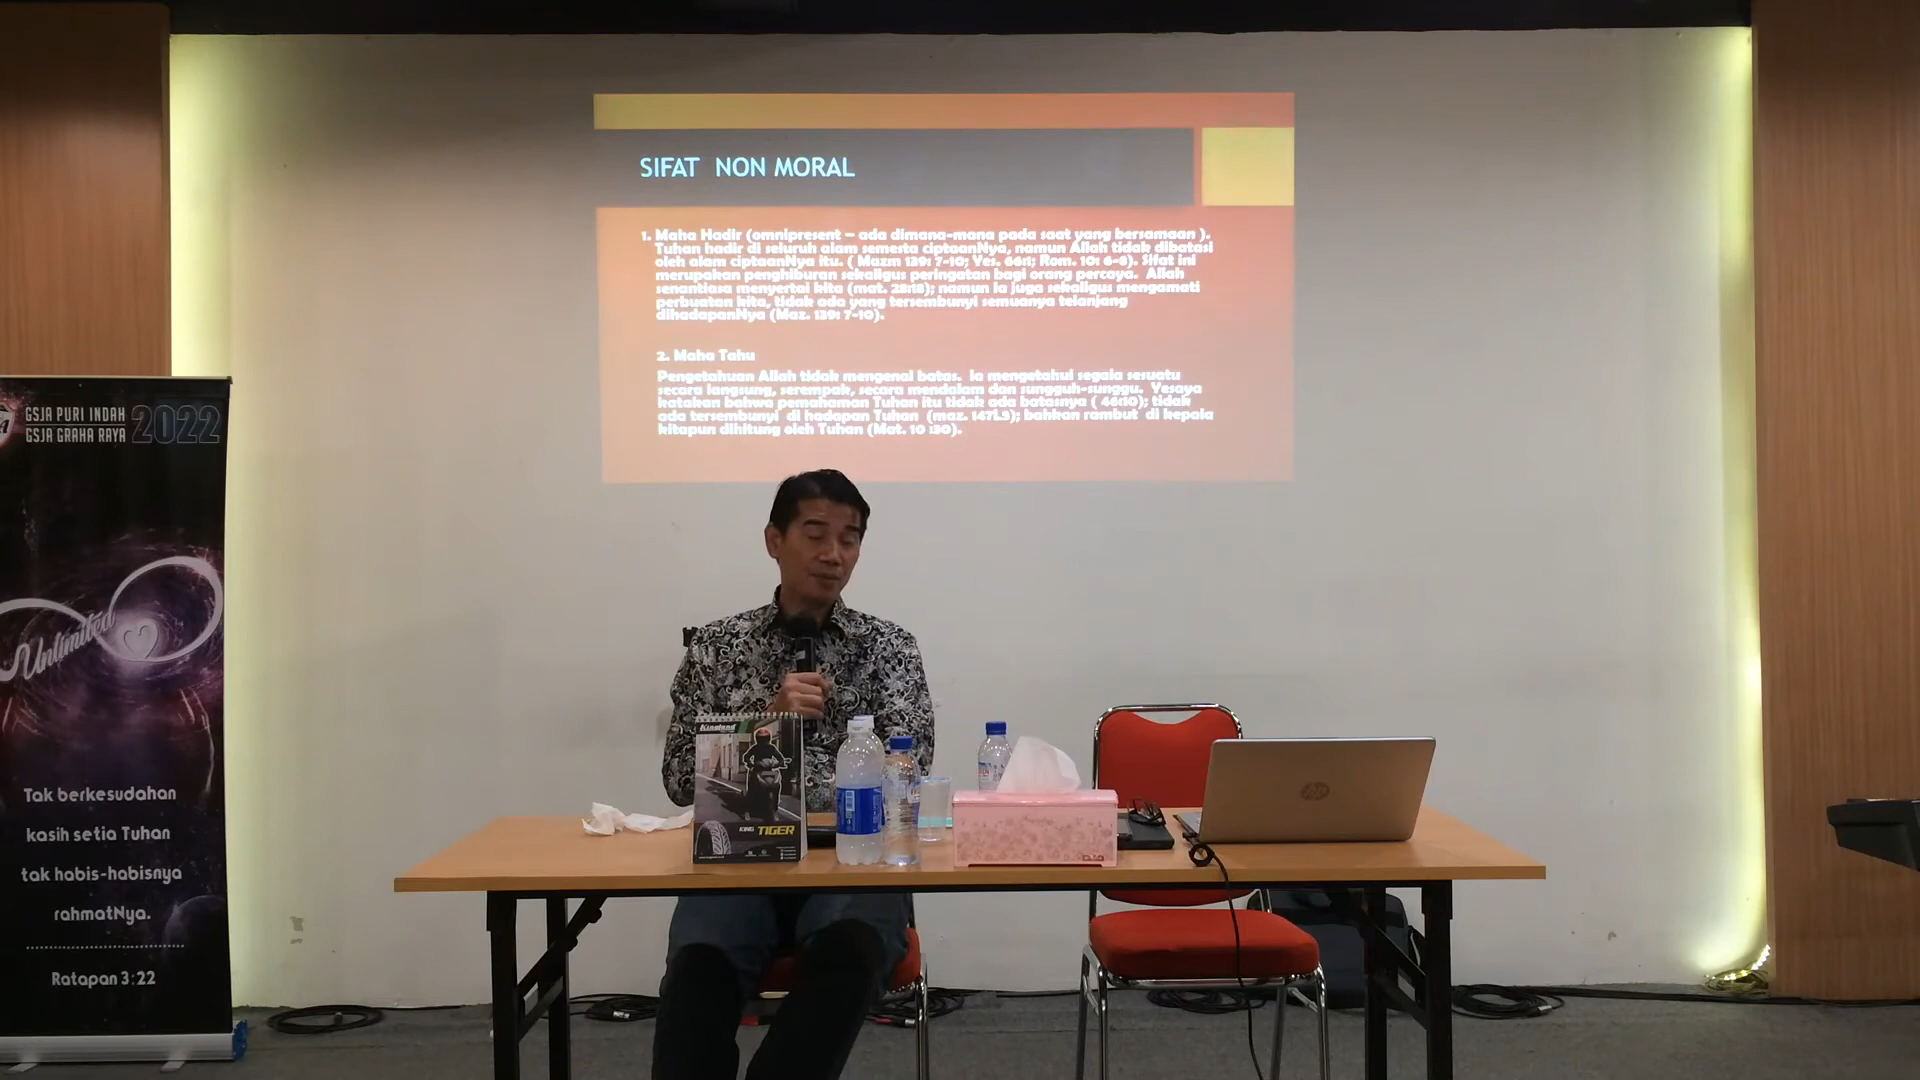 SIFAT NON MORAL
1. Maha Hadir (omnipresent – ada dimana-mana pada saat yang bersamaan ).
Tuhan hadir di seluruh alam semesta ciptaanNya, namun Allah tidak dibatasi
oleh alam ciptaanNya itu. ( Mazm 139: 7-10; Yes. 66:1; Rom. 10: 6-8). Sifat ini
merupakan penghiburan sekaligus peringatan bagi orang percaya. Allah
senantiasa menyertai kita (mat. 28:18); namun Ia juga sekaligus mengamati
perbuatan kita, tidak ada yang tersembunyi semuanya telanjang
dihadapanNya (Maz. 139: 7-10).
2. Maha Tahu
Pengetahuan Allah tidak mengenal batas. Ia mengetahui segala sesuatu
secara langsung, serempak, secara mendalam dan sungguh-sunggu. Yesaya
katakan bahwa pemahaman Tuhan itu tidak ada batasnya ( 46:10); tidak
ada tersembunyi di hadapan Tuhan (maz. 147L5); bahkan rambut di kepala
kitapun dihitung oleh Tuhan (Mat. 10 :30).
GSJA PURI INDAH
GSJA GRAHA RAYA 2022
Unlimited
Tak berkesudahan
kasih setia Tuhan
tak habis-habisnya
rahmatNya.
Ratapan 3:22
Kingland
KING TIGER
hp